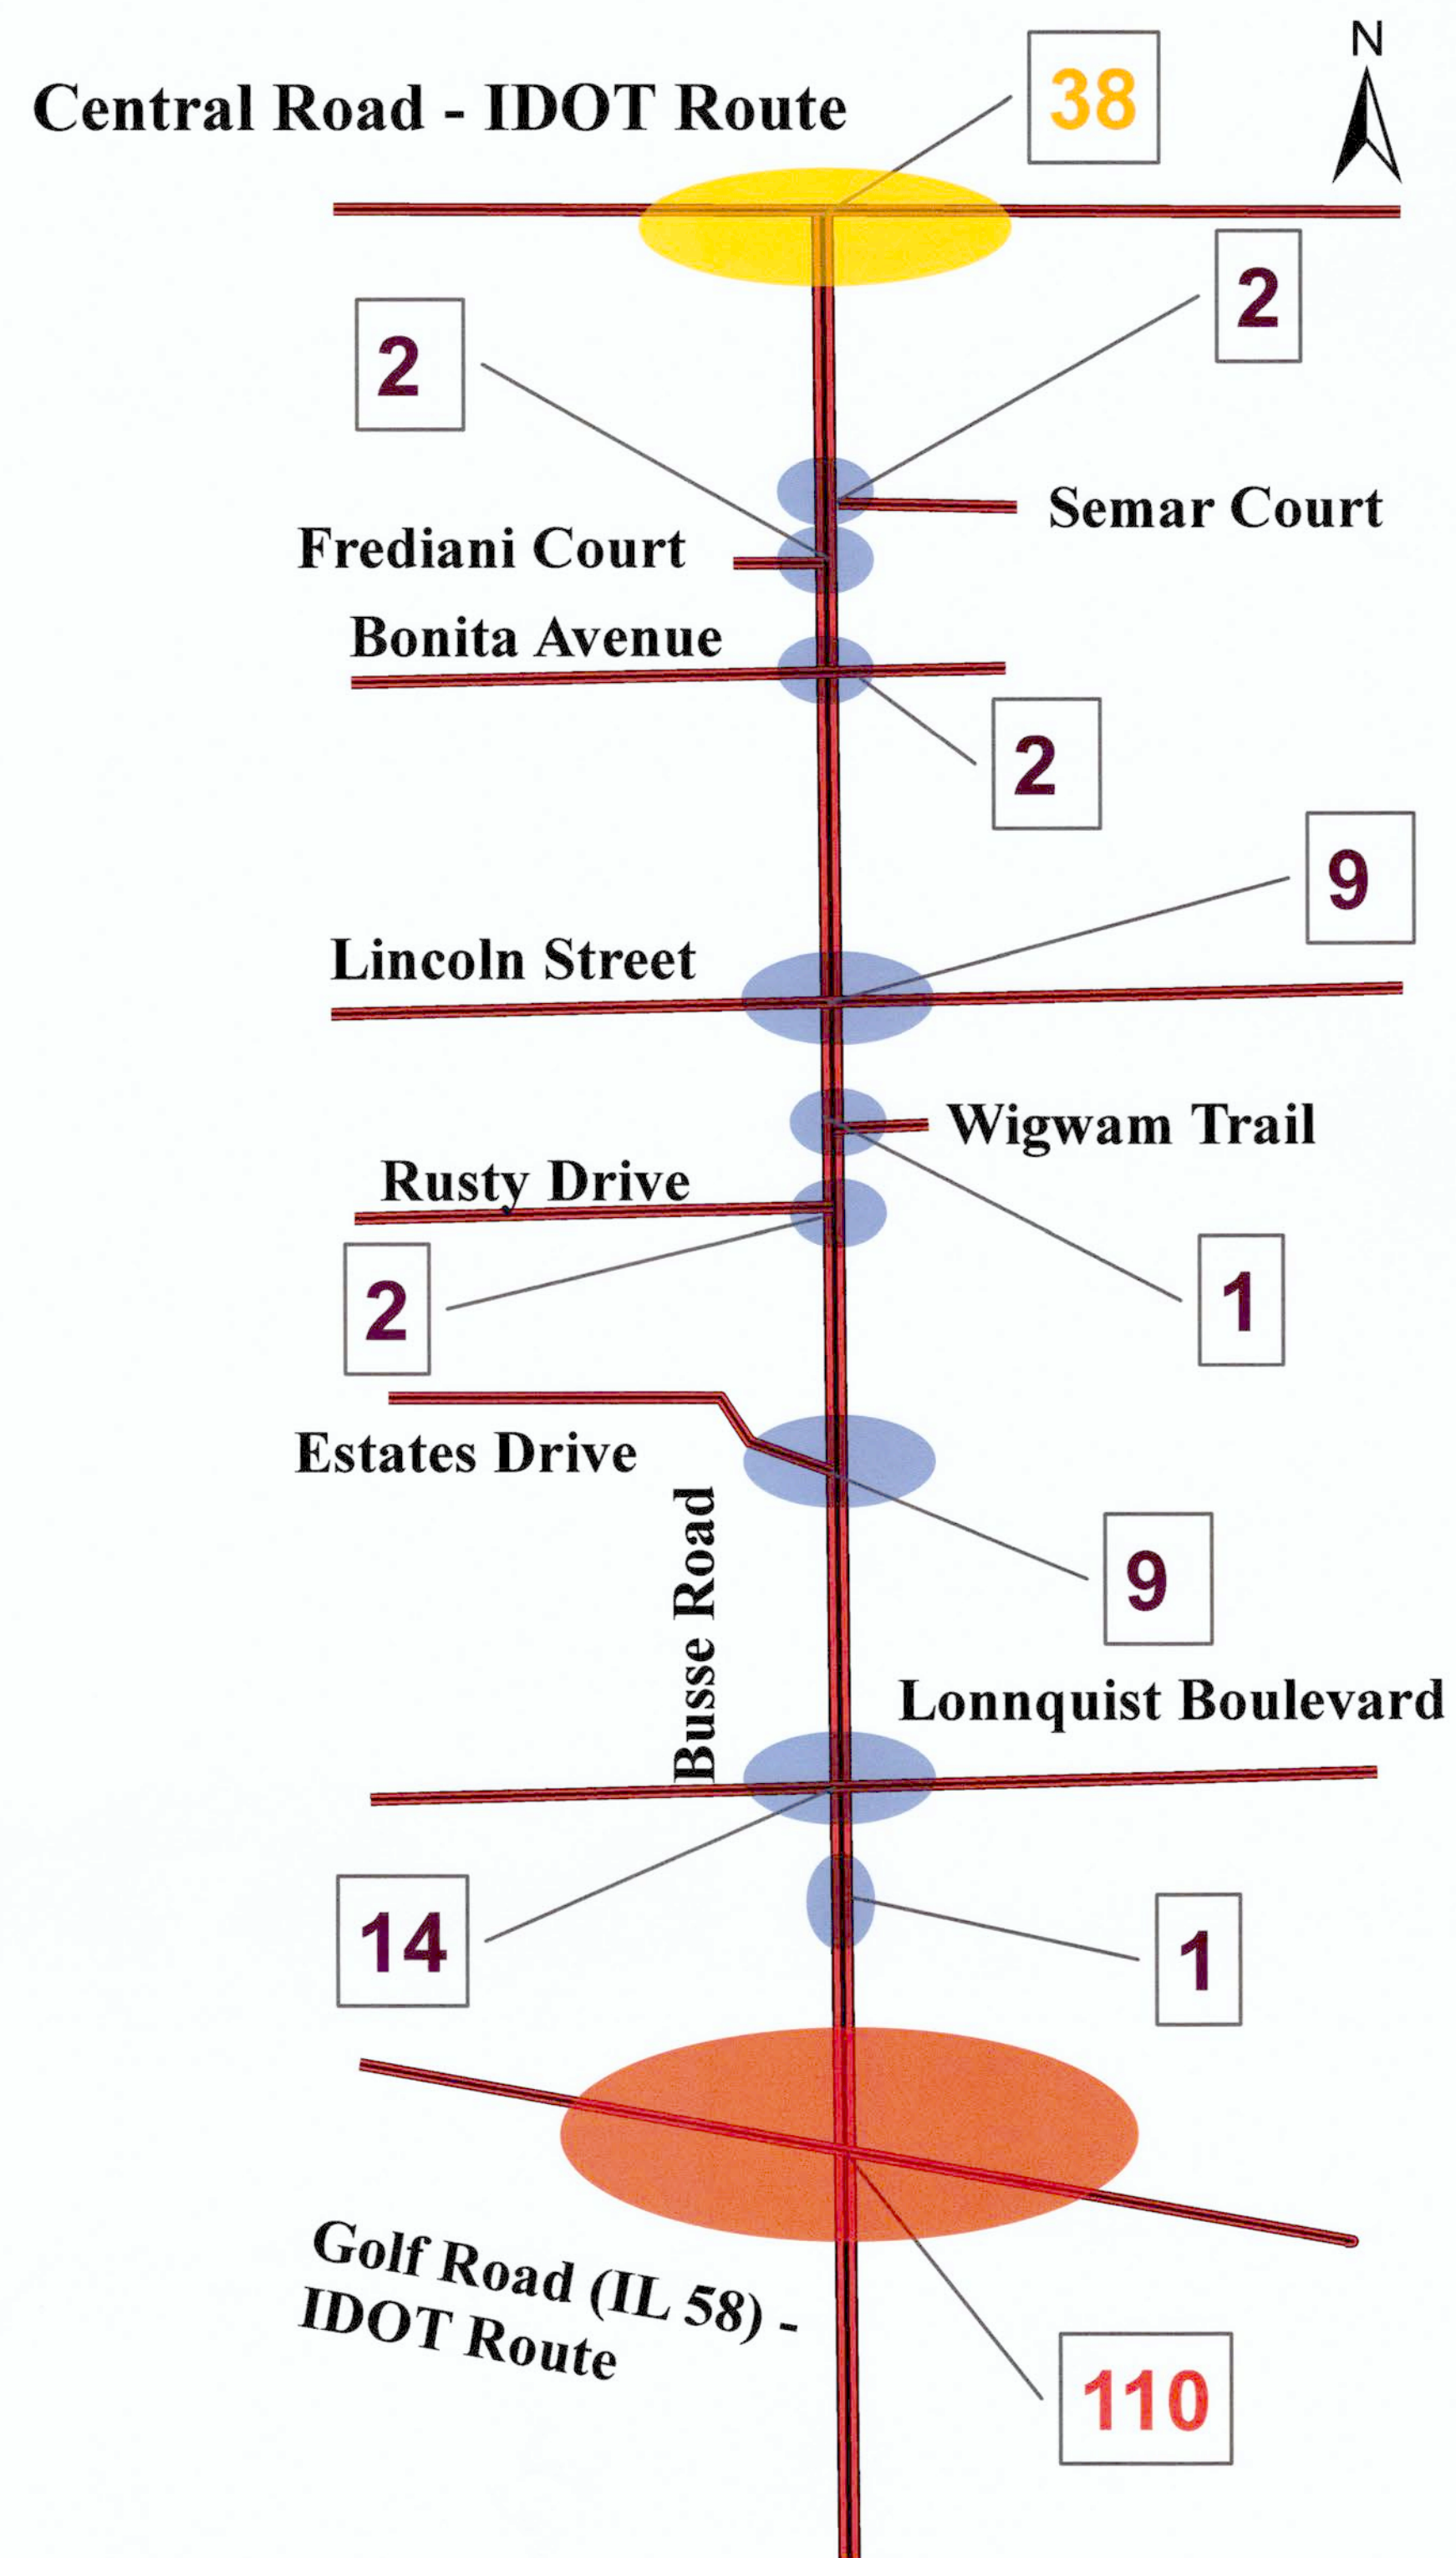 N
38
Central Road - IDOT Route
2
2
Semar Court
Frediani Court
Bonita Avenue
2
9
Lincoln Street
Wigwam Trail
Rusty Drive
2
1
Estates Drive
9
Busse Road
Lonnquist Boulevard
14
1
Golf Road (IL 58) -
IDOT Route
110